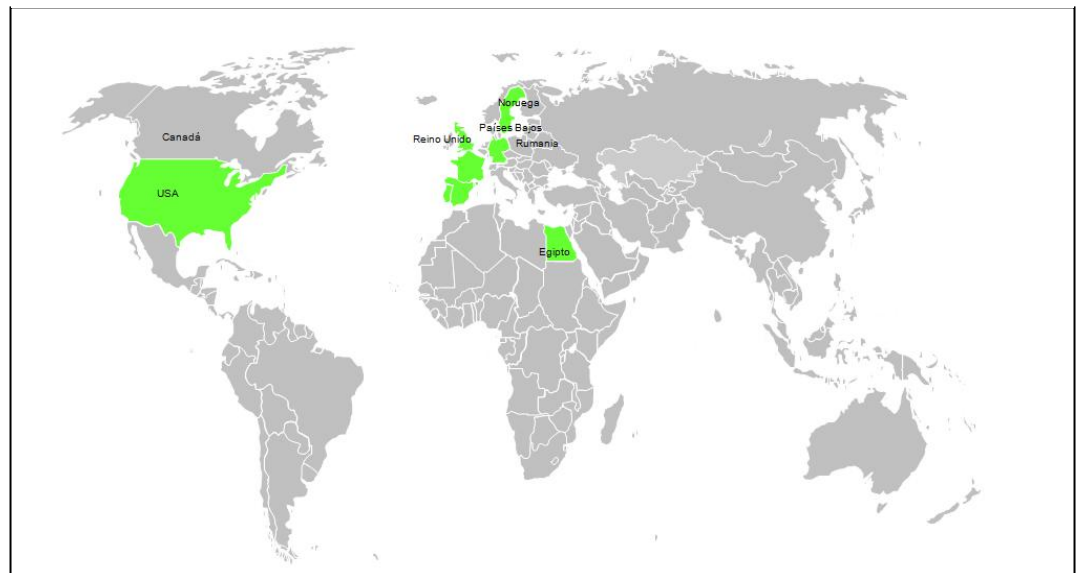 Noruega
Países Bajos
Canadá
Reino Unido
Rumania
USA
Egipto